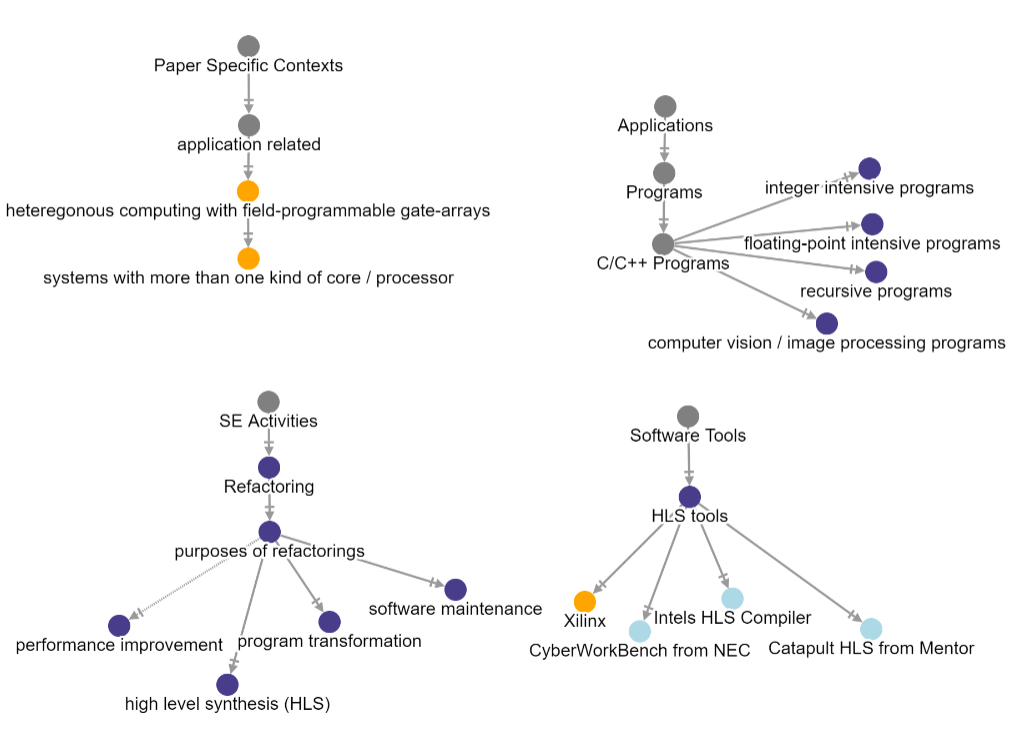 Paper Specific Contexts
application related
heteregonous computing with field-programmable gate-arrays
systems with more than one kind of core / processor
Applications
Programs
C/C++ Programs
integer intensive programs
floating-point intensive programs
recursive programs
computer vision / image processing programs
SE Activities
Refactoring
purposes of refactorings
software maintenance
program transformation
performance improvement
high level synthesis (HLS)
Software Tools
HLS tools
Xilinx
Intels HLS Compiler
CyberWorkBench from NEC
Catapult HLS from Mentor